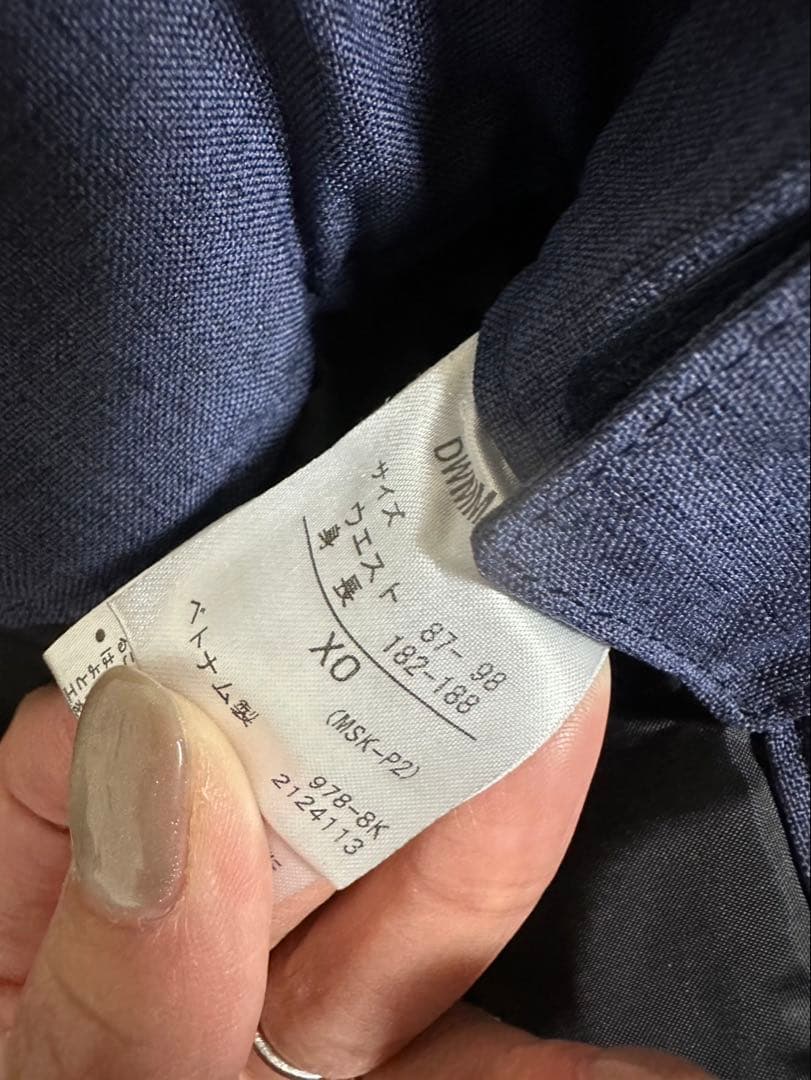 DWMM
サイズ
ウエスト 87-98
身長 182-188
XO
(MSK-P2)
978-8K
2124113
ベトナム製